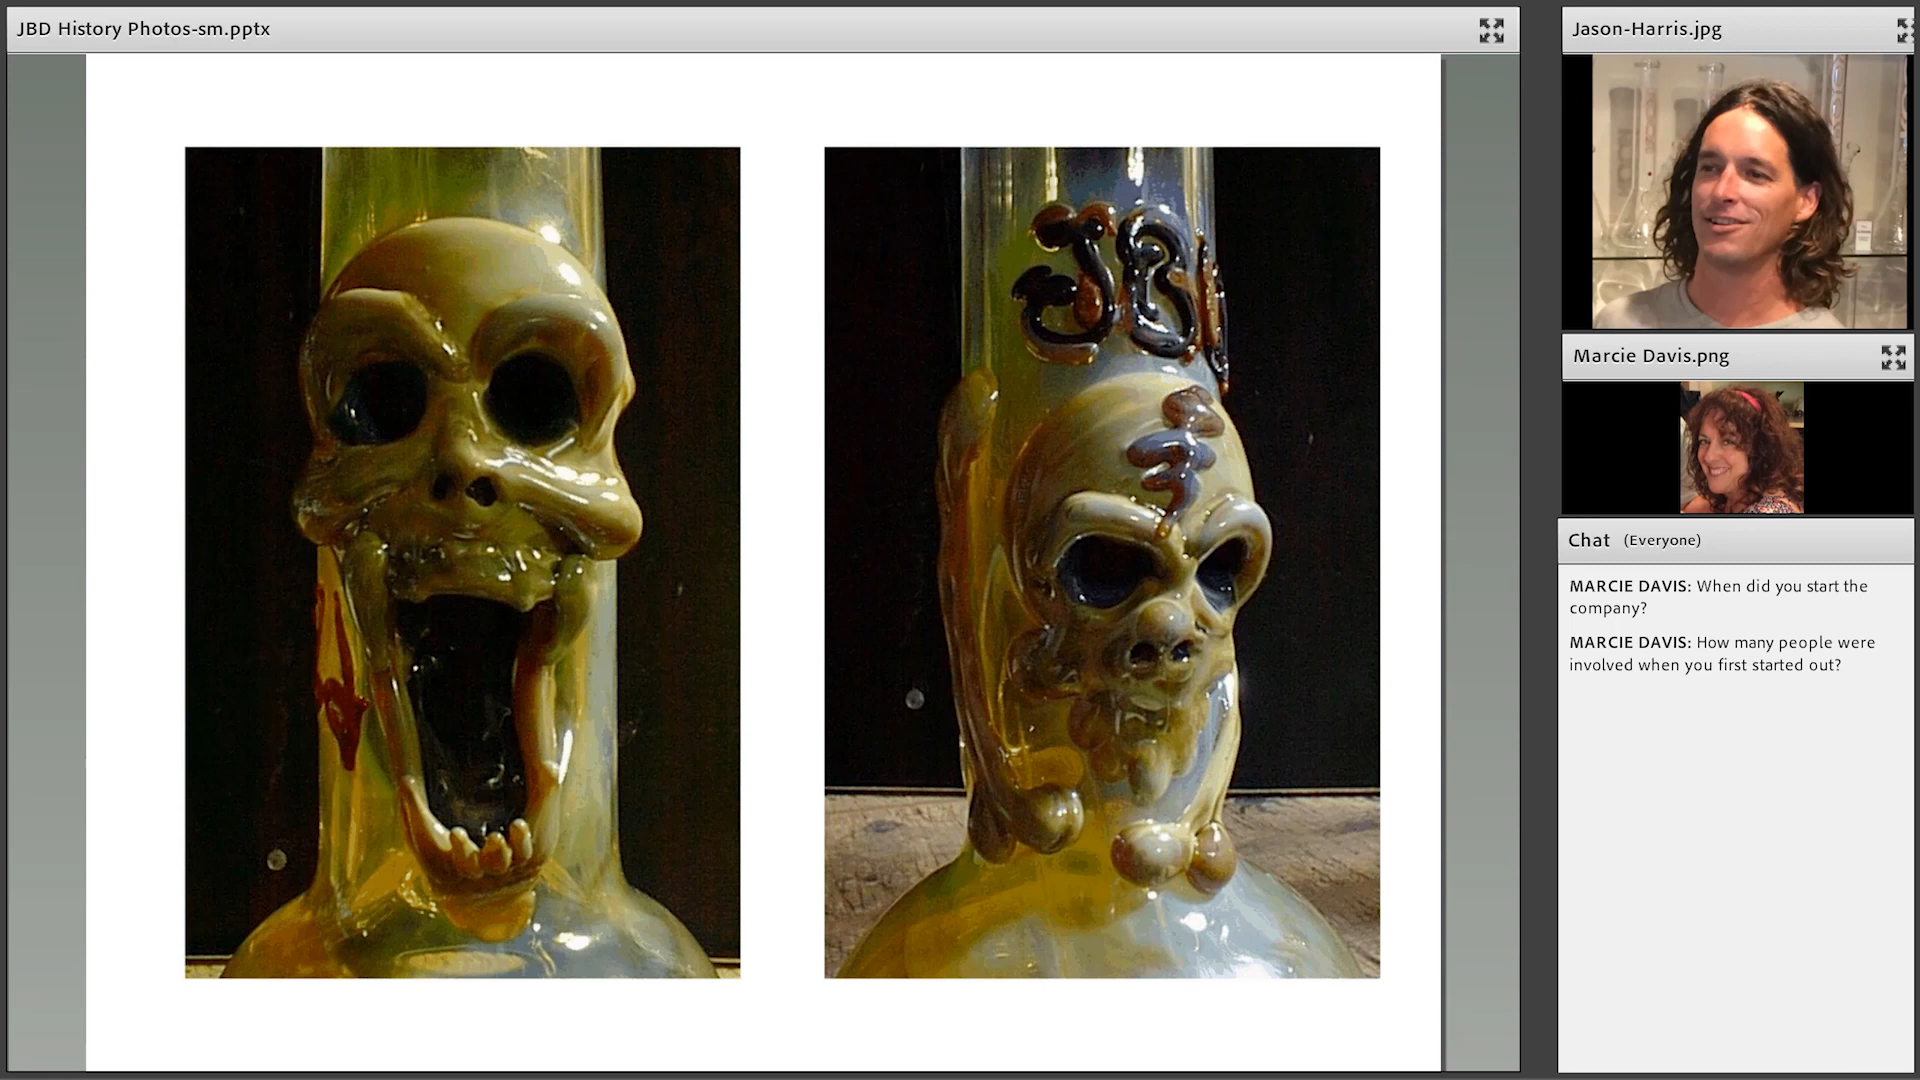 JBD History Photos-sm.pptx
JBD
Jason-Harris.jpg
Marcie Davis.png
Chat (Everyone)
MARCIE DAVIS: When did you start the
company?
MARCIE DAVIS: How many people were
involved when you first started out?